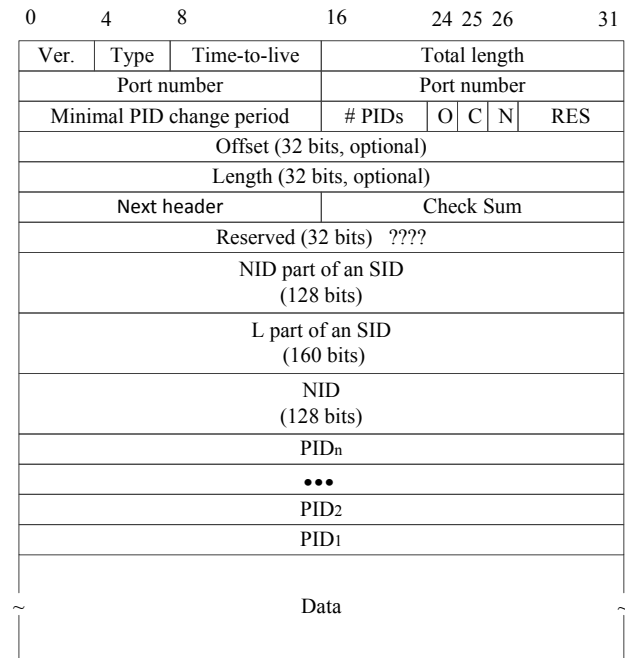 0 4 8 16 24 25 26 31
Ver. Type Time-to-live Total length
Port number Port number
Minimal PID change period # PIDs O C N RES
Offset (32 bits, optional)
Length (32 bits, optional)
Next header Check Sum
Reserved (32 bits) ????
NID part of an SID
(128 bits)
L part of an SID
(160 bits)
NID
(128 bits)
PIDn
•••
PID2
PID1
~ Data ~